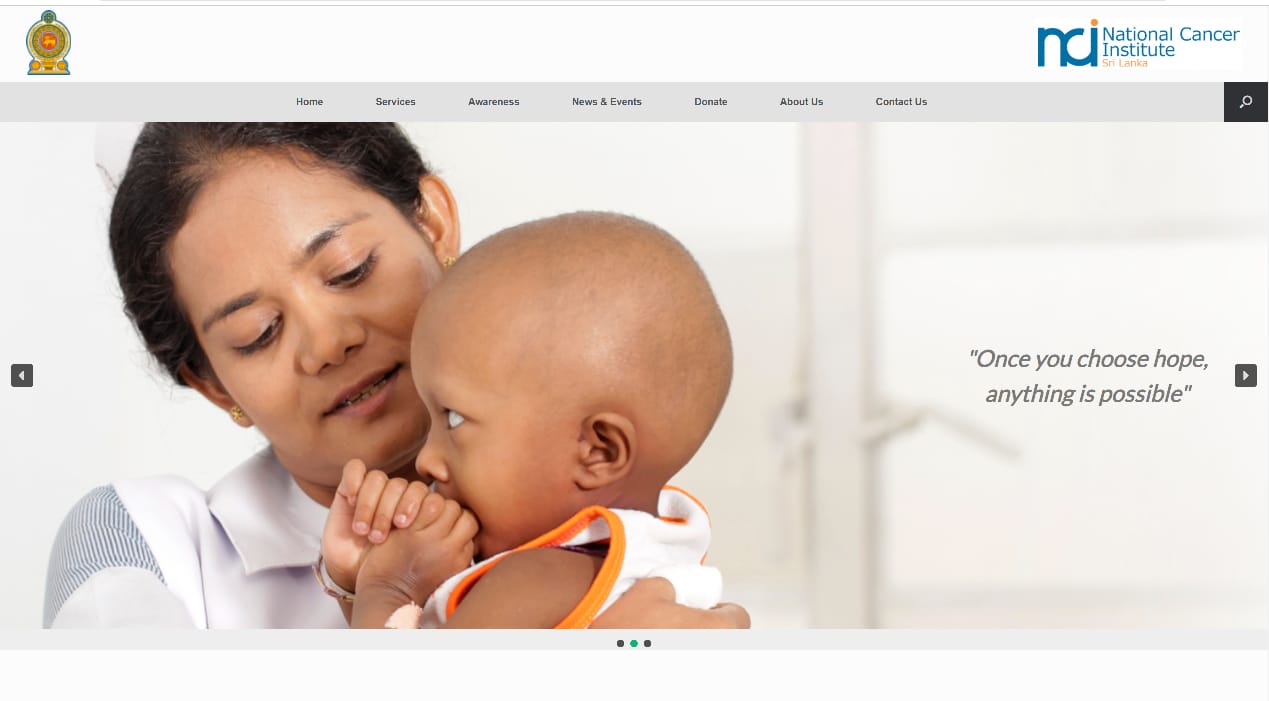 National Cancer
Institute
Sri Lanka
Home
Services
Awareness
News & Events
Donate
About Us
Contact Us
"Once you choose hope,
anything is possible"